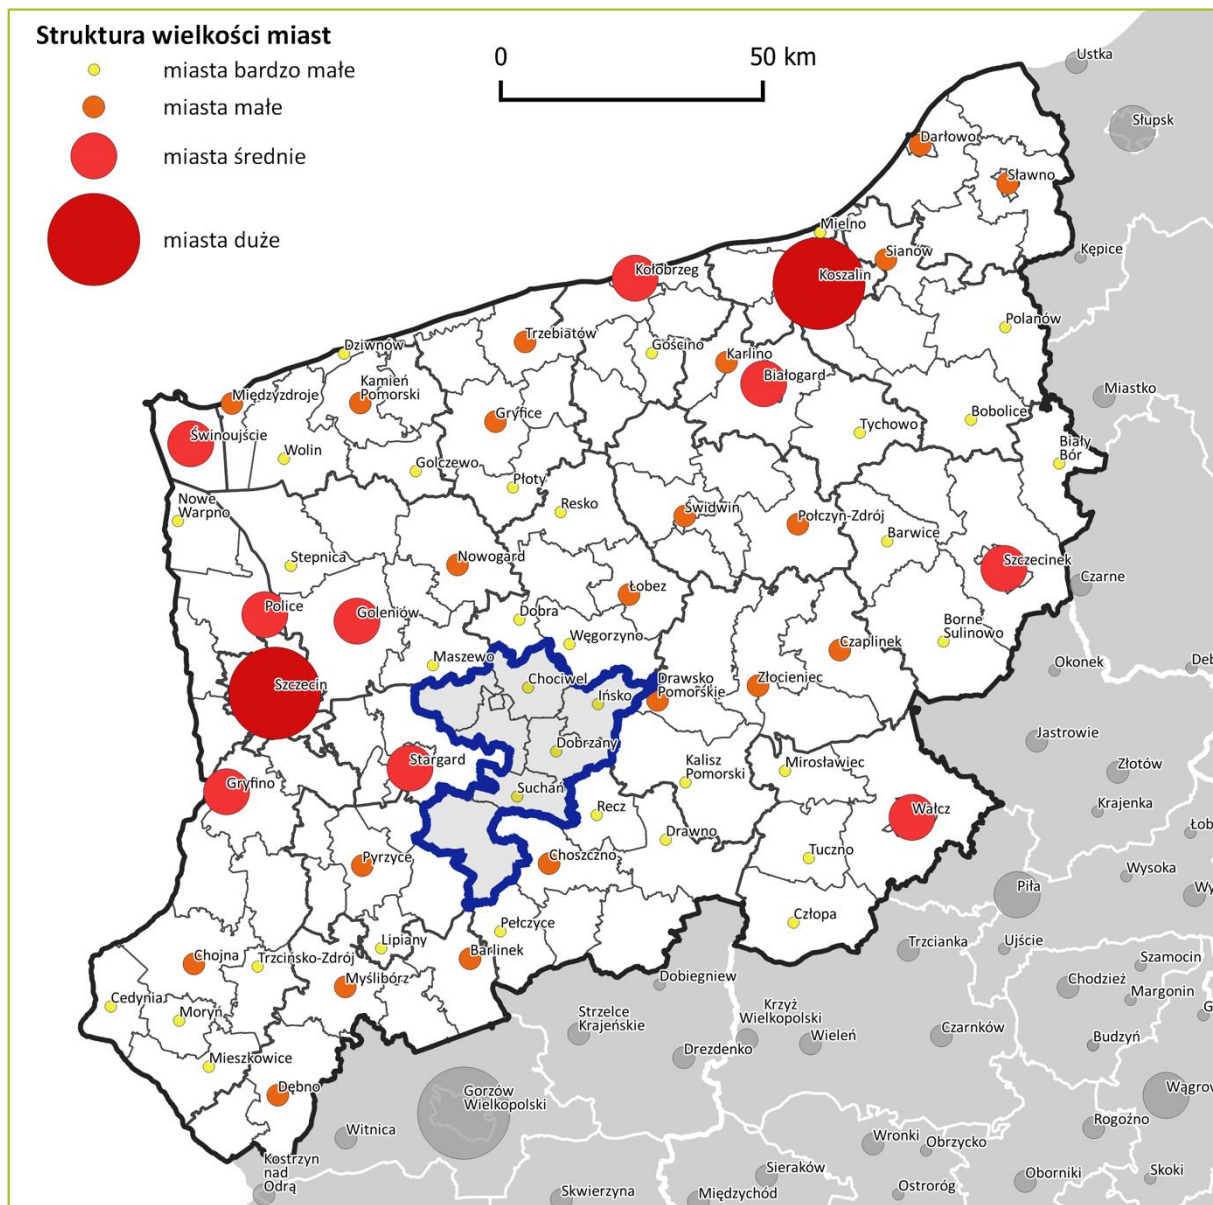 Struktura wielkości miast
miasta bardzo małe
miasta małe
miasta średnie
miasta duże
0
50 km
Ustka
Słupsk
Darłowo
Sławno
Mielno
Sianów
Kępice
Kołobrzeg
Koszalin
Polanów
Dziwnów
Trzebiatów
Gościno
Karlino
Białogard
Miastko
Międzyzdroje
Kamień
Pomorski
Gryfice
Bobolice
Tychowo
Świnoujście
Wolin
Golczewo
Płoty
Biały
Bór
Nowe
Warpno
Resko
Świdwin
Połczyn-Zdrój
Barwice
Stepnica
Nowogard
Szczecinek
Łobez
Czarne
Police
Goleniów
Dobra
Węgorzyno
Czaplinek
Borne
Sulinowo
Maszewo
Okonek
Deb
Szczecin
Chociwel
Ińsko
Drawsko
Pomorskie
Złocieniec
Dobrzany
Jastrowie
Stargard
Kalisz
Pomorski
Mirosławiec
Złotów
Gryfino
Suchań
Recz
Wałcz
Krajenka
Drawno
Łob
Pyrzyce
Choszczno
Tuczno
Wysoka
Piła
Wy
Człopa
Pełczyce
Lipiany
Trzcianka
Ujście
Chojna
Trzcińsko-Zdrój
Barlinek
Szamocin
Myślibórz
Dobiegniew
Chodzież
Cedynia
Margonin
Moryń
Strzelce
Krajeńskie
Krzyż
Wielkopolski
Wieleń
Czarnków
G
Budzyń
Mieszkowice
Drezdenko
Dębno
Gorzów
Wielkopolski
Wągrow
Witnica
Rogoźno
Wronki
Obrzycko
Kostrzyn
nad
Odrą
Sieraków
Oborniki
Skoki
Skwierzyna
Międzychód
Ostroróg